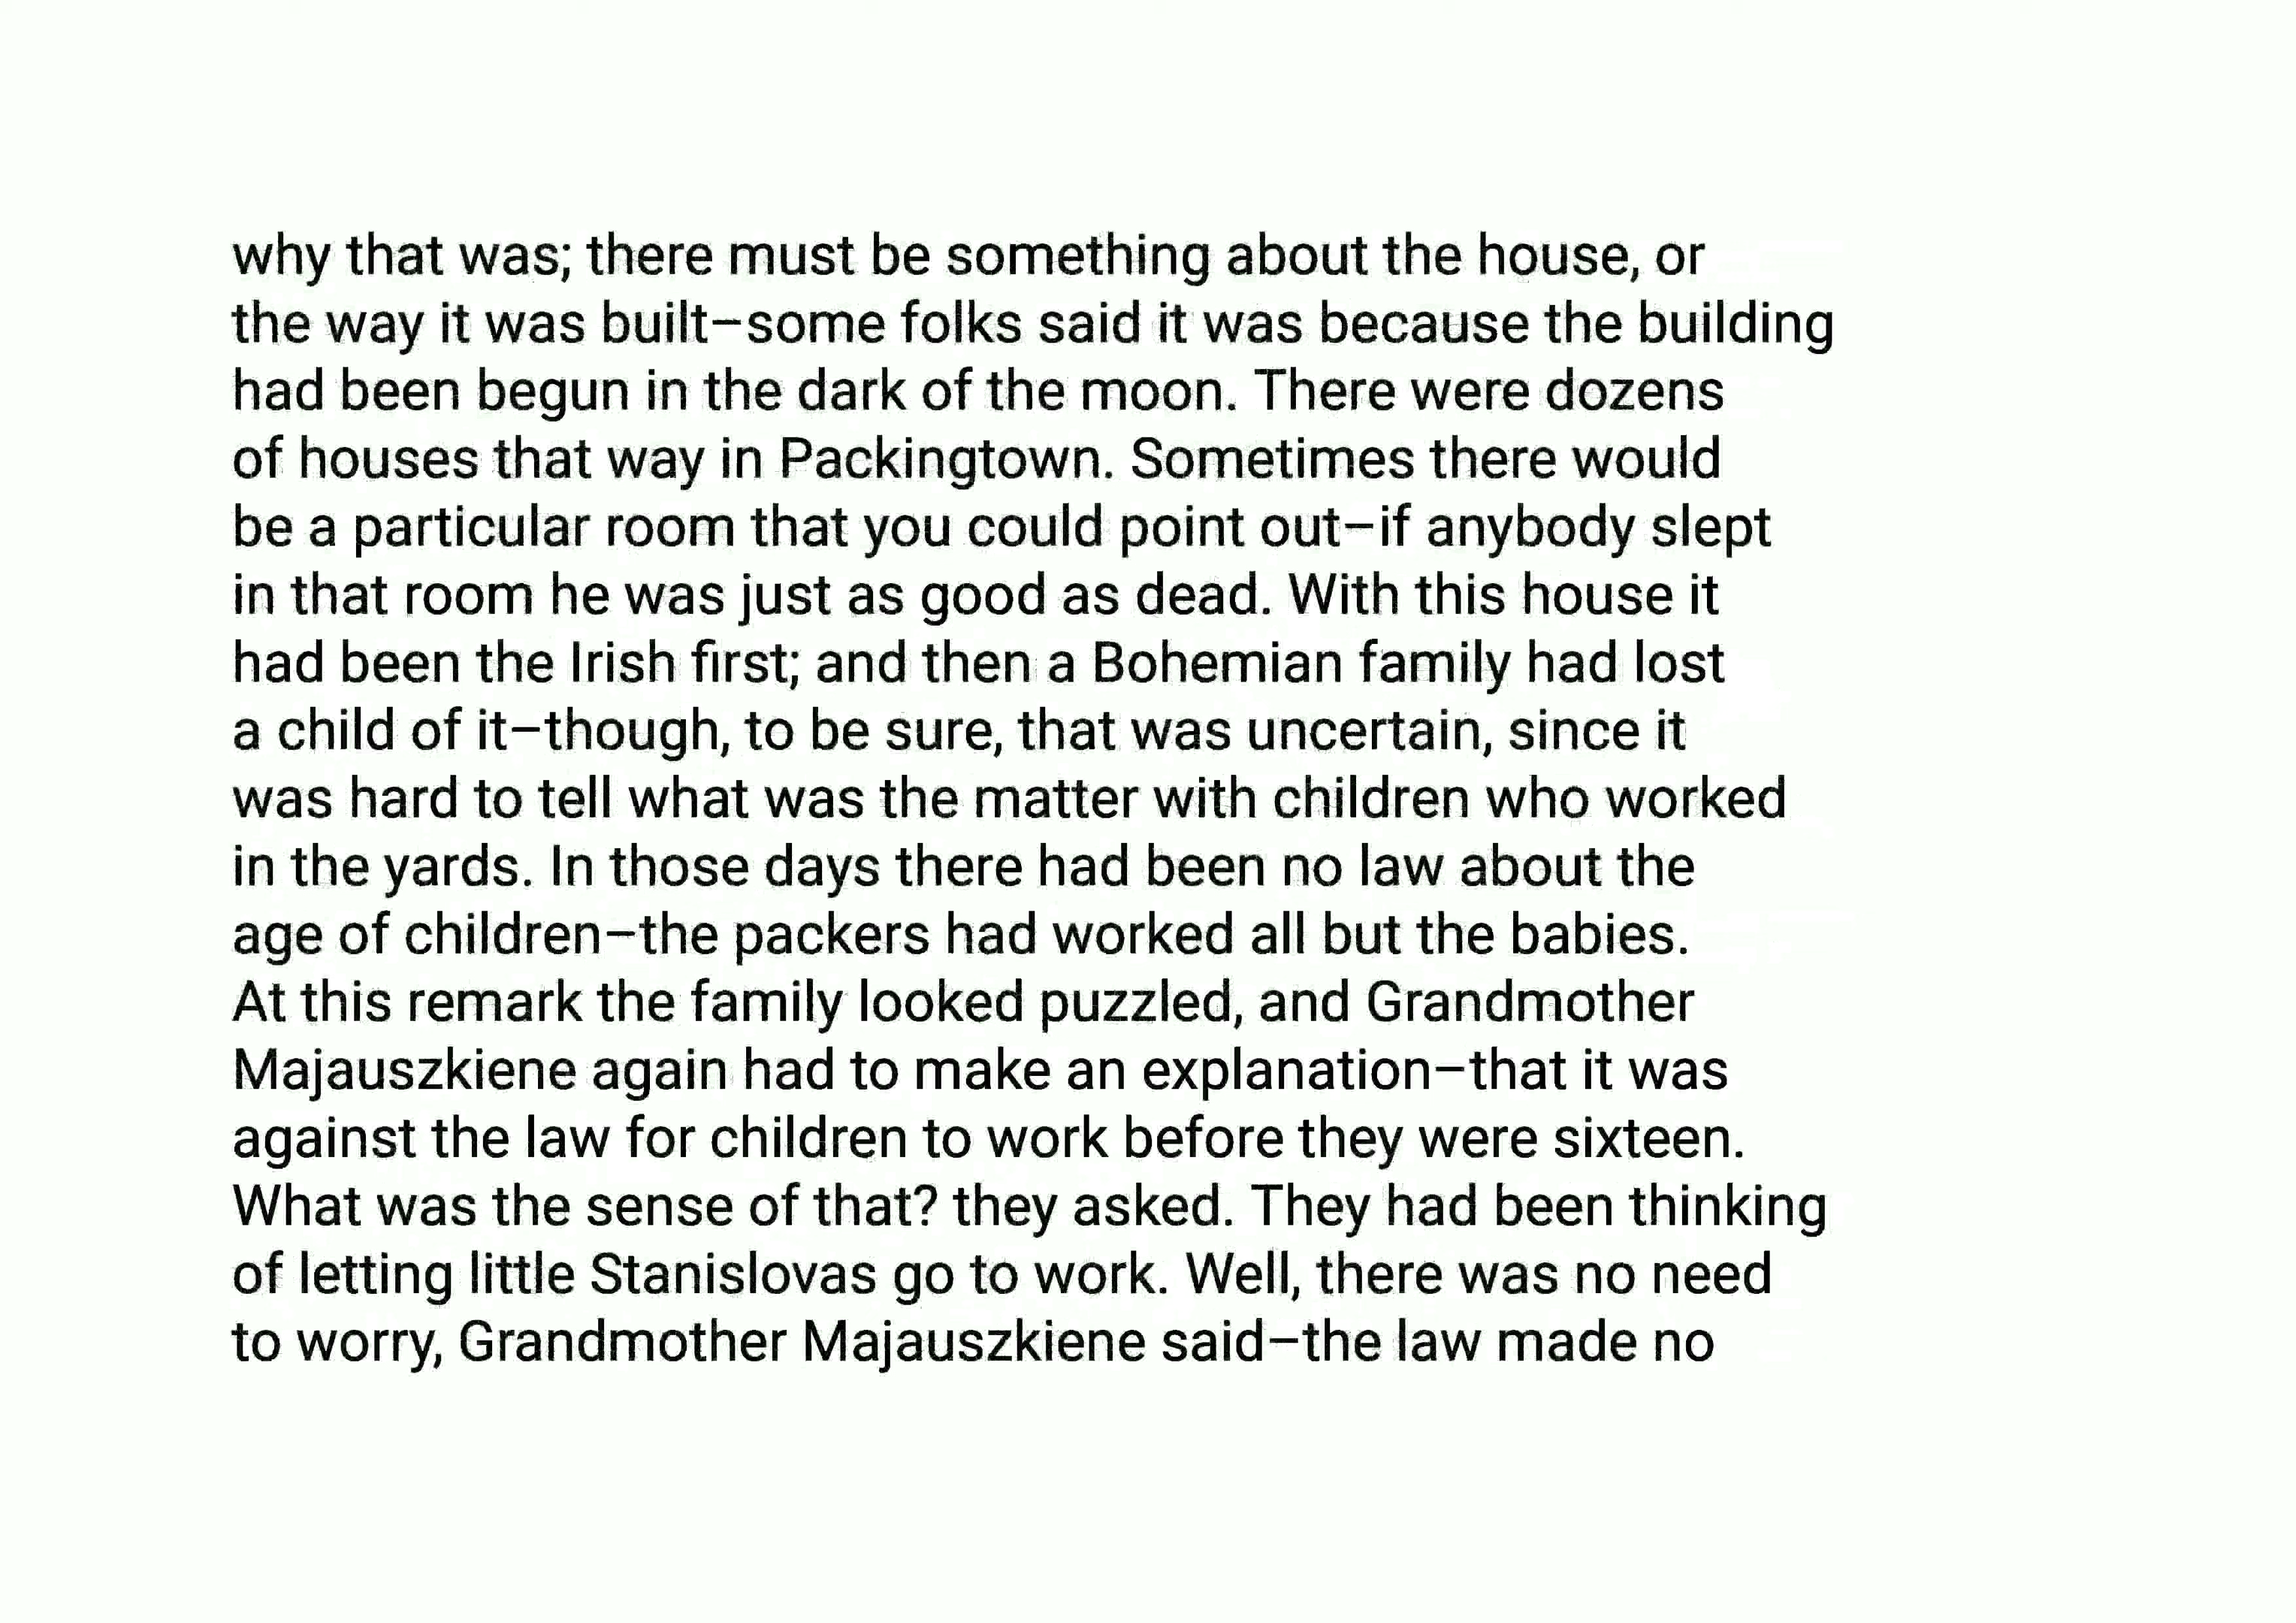 why that was; there must be something about the house, or
the way it was built–some folks said it was because the building
had been begun in the dark of the moon. There were dozens
of houses that way in Packingtown. Sometimes there would
be a particular room that you could point out–if anybody slept
in that room he was just as good as dead. With this house it
had been the Irish first; and then a Bohemian family had lost
a child of it–though, to be sure, that was uncertain, since it
was hard to tell what was the matter with children who worked
in the yards. In those days there had been no law about the
age of children–the packers had worked all but the babies.
At this remark the family looked puzzled, and Grandmother
Majauszkiene again had to make an explanation–that it was
against the law for children to work before they were sixteen.
What was the sense of that? they asked. They had been thinking
of letting little Stanislovas go to work. Well, there was no need
to worry, Grandmother Majauszkiene said–the law made no